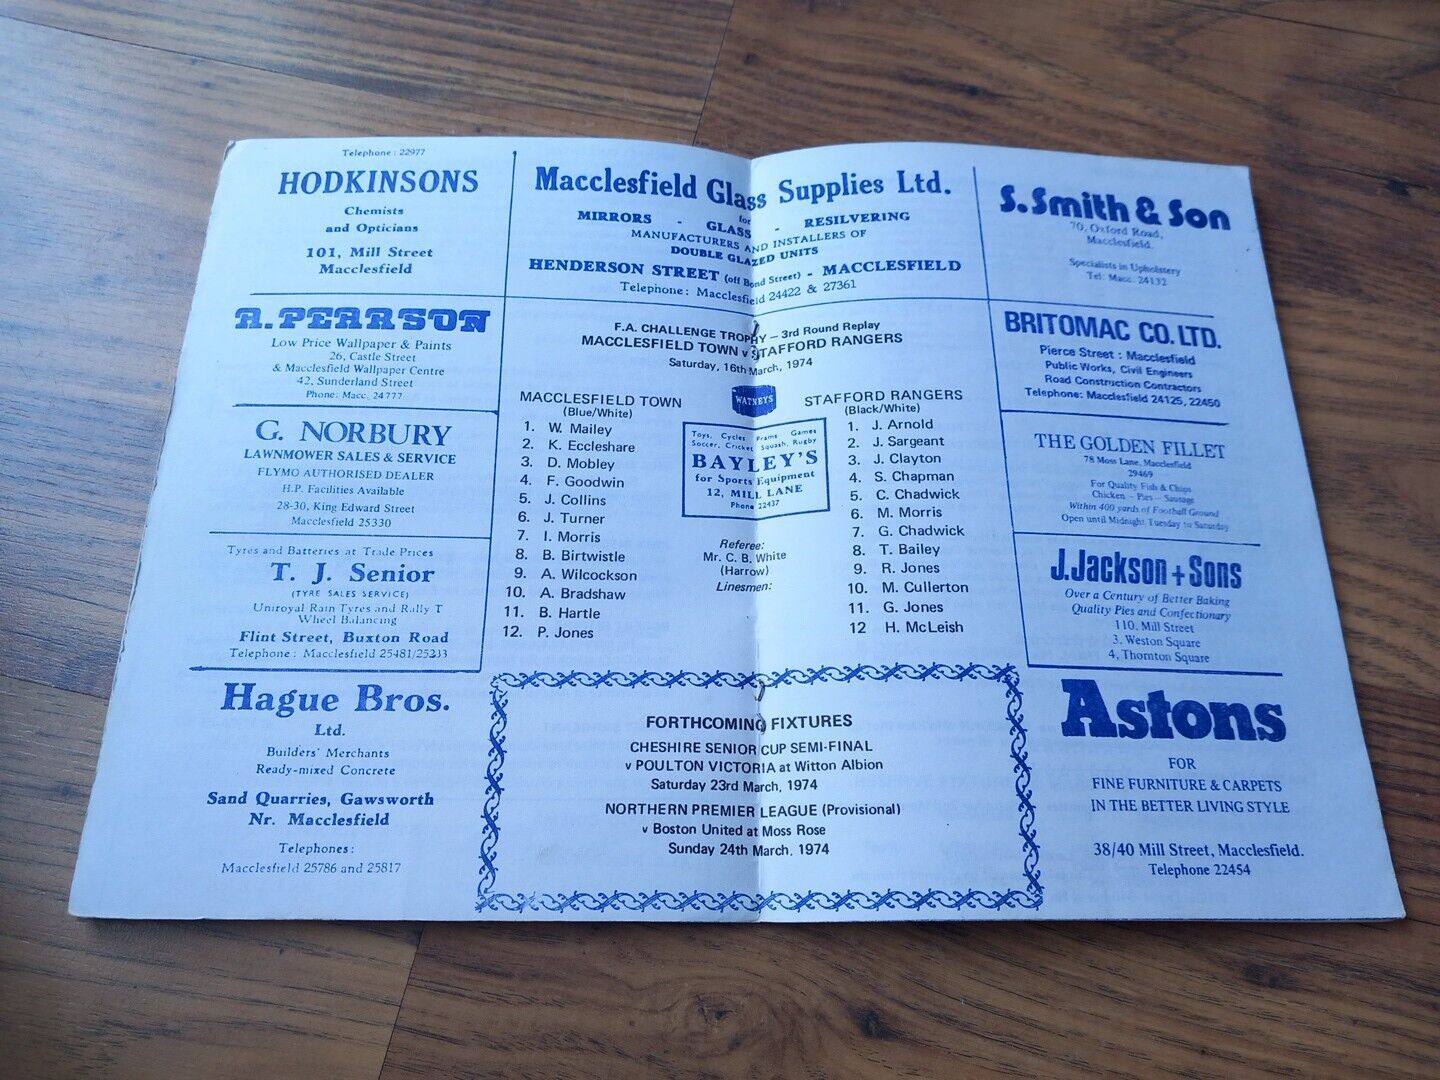 Telephone: 22977
HODKINSONS
Chemists
and Opticians
101, Mill Street
Macclesfield
A. PEARSON
Low Price Wallpaper & Paints
26, Castle Street
& Macclesfield Wallpaper Centre
42, Sunderland Street
Phone: Macc. 24777
G. NORBURY
LAWNMOWER SALES & SERVICE
FLYMO AUTHORISED DEALER
H.P. Facilities Available
28-30, King Edward Street
Macclesfield 25330
Tyres and Batteries at Trade Prices
T. J. Senior
(TYRE SALES SERVICE)
Uniroyal Rain Tyres and Rally T
Wheel Balancing
Flint Street, Buxton Road
Telephone: Macclesfield 25481/25233
Hague Bros.
Ltd.
Builders' Merchants
Ready-mixed Concrete
Sand Quarries, Gawsworth
Nr. Macclesfield
Telephones:
Macclesfield 25786 and 25817
Macclesfield Glass Supplies Ltd.
for
MIRRORS - GLASS - RESILVERING
MANUFACTURERS AND INSTALLERS OF
DOUBLE GLAZED UNITS
HENDERSON STREET (off Bond Street) - MACCLESFIELD
Telephone: Macclesfield 24422 & 27361
F.A. CHALLENGE TROPHY – 3rd Round Replay
MACCLESFIELD TOWN v STAFFORD RANGERS
Saturday, 16th March, 1974
MACCLESFIELD TOWN
(Blue/White)
1. W. Mailey
2. K. Eccleshare
3. D. Mobley
4. F. Goodwin
5. J. Collins
6. J. Turner
7. I. Morris
8. B. Birtwistle
9. A. Wilcockson
10. A. Bradshaw
11. B. Hartle
12. P. Jones
WATNEYS
Toys, Cycles Prams Games
Soccer, Cricket Squash, Rugby
BAYLEY'S
for Sports Equipment
12, MILL LANE
Phone 22437
Referee:
Mr. C. B. White
(Harrow)
Linesmen:
STAFFORD RANGERS
(Black/White)
1. J. Arnold
2. J. Sargeant
3. J. Clayton
4. S. Chapman
5. C. Chadwick
6. M. Morris
7. G. Chadwick
8. T. Bailey
9. R. Jones
10. M. Cullerton
11. G. Jones
12 H. McLeish
FORTHCOMING FIXTURES
CHESHIRE SENIOR CUP SEMI-FINAL
v POULTON VICTORIA at Witton Albion
Saturday 23rd March, 1974
NORTHERN PREMIER LEAGUE (Provisional)
v Boston United at Moss Rose
Sunday 24th March, 1974
S. Smith & Son
70, Oxford Road,
Macclesfield.
Specialists in Upholstery
Tel: Macc. 24132
BRITOMAC CO. LTD.
Pierce Street : Macclesfield
Public Works, Civil Engineers
Road Construction Contractors
Telephone: Macclesfield 24125, 22450
THE GOLDEN FILLET
78 Moss Lane, Macclesfield
29469
For Quality Fish & Chips
Chicken – Pies – Sausage
Within 400 yards of Football Ground
Open until Midnight Tuesday to Saturday
J. Jackson + Sons
Over a Century of Better Baking
Quality Pies and Confectionary
110, Mill Street
3, Weston Square
4, Thornton Square
Astons
FOR
FINE FURNITURE & CARPETS
IN THE BETTER LIVING STYLE
38/40 Mill Street, Macclesfield.
Telephone 22454